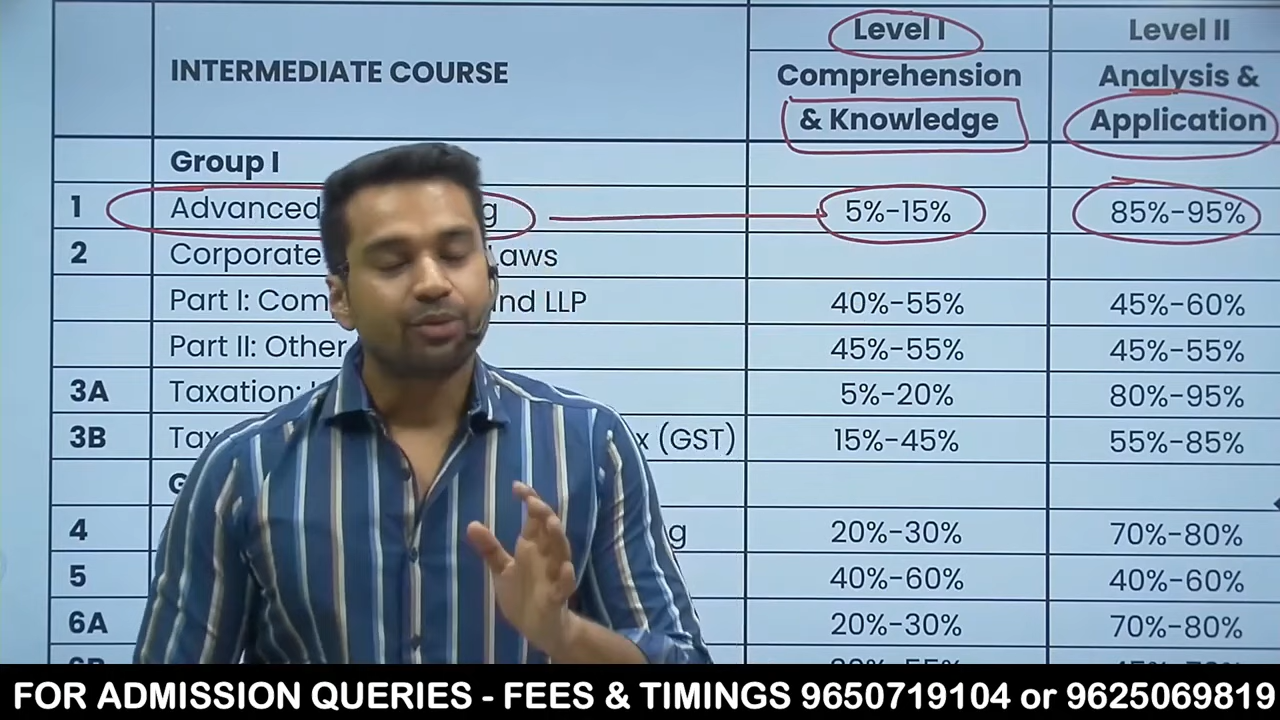 INTERMEDIATE COURSE Level I Level II
Comprehension & Knowledge Analysis & Application
Group I
1 Advanced g 5%-15% 85%-95%
2 Corporate Laws
Part I: Com nd LLP 40%-55% 45%-60%
Part II: Other 45%-55% 45%-55%
3A Taxation: 5%-20% 80%-95%
3B Tax x (GST) 15%-45% 55%-85%
G
4 g 20%-30% 70%-80%
5 40%-60% 40%-60%
6A 20%-30% 70%-80%
FOR ADMISSION QUERIES - FEES & TIMINGS 9650719104 or 9625069819